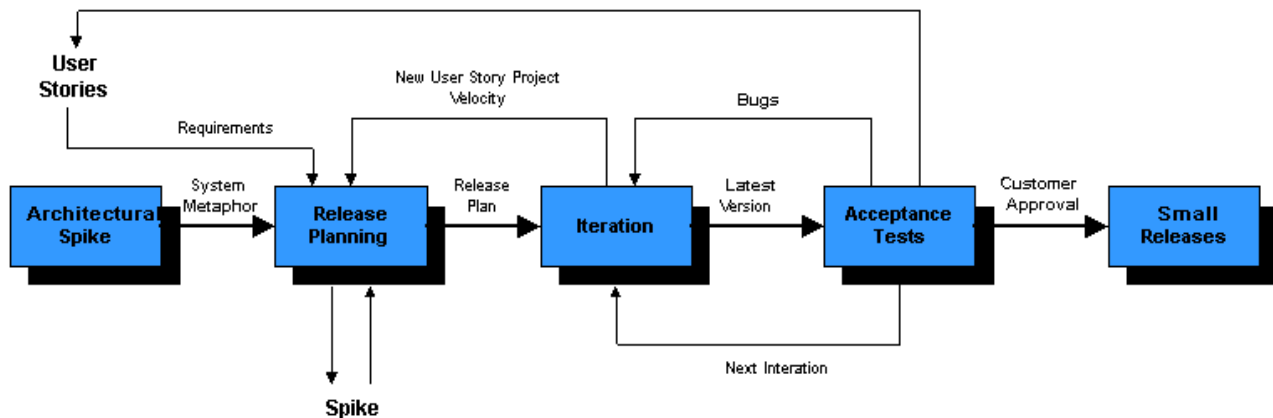 User
Stories
New User Story Project
Velocity
Bugs
Requirements
System
Metaphor
Release
Plan
Latest
Version
Customer
Approval
Architectural
Spike
Release
Planning
Iteration
Acceptance
Tests
Small
Releases
Next Interation
Spike